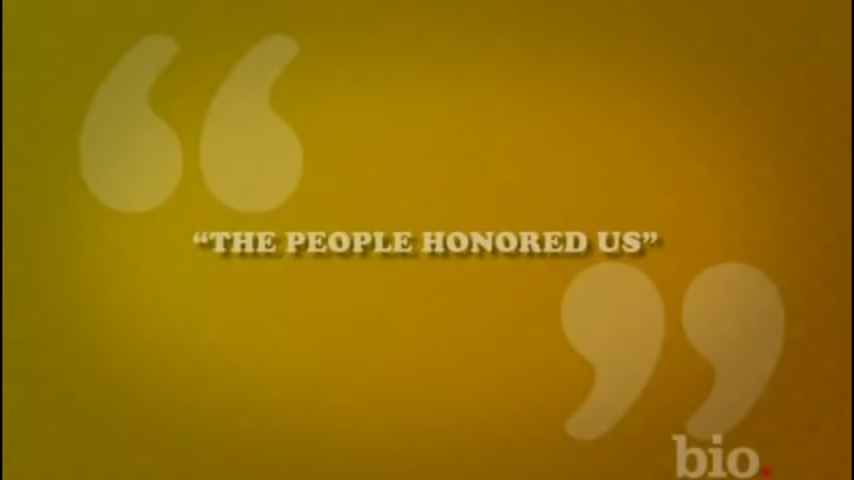 “THE PEOPLE HONORED US”
bio.